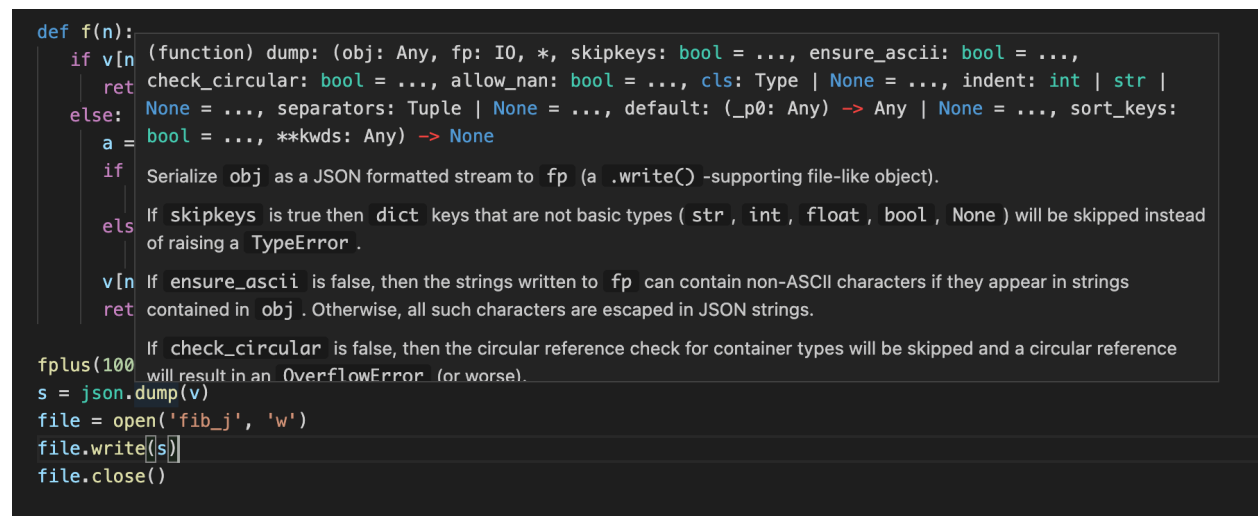 def f(n):
(function) dump: (obj: Any, fp: IO, *, skipkeys: bool = ..., ensure_ascii: bool = ...,
if v[n
check_circular: bool = ..., allow_nan: bool = ..., cls: Type | None = ..., indent: int | str |
ret
None = ..., separators: Tuple | None = ..., default: (_p0: Any) -> Any | None = ..., sort_keys:
else:
bool = ..., **kwds: Any) -> None
a =
if
Serialize obj as a JSON formatted stream to fp (a .write() -supporting file-like object).
If skipkeys is true then dict keys that are not basic types ( str , int , float , bool , None ) will be skipped instead
els
of raising a TypeError .
v[n
If ensure_ascii is false, then the strings written to fp can contain non-ASCII characters if they appear in strings
ret
contained in obj . Otherwise, all such characters are escaped in JSON strings.
If check_circular is false, then the circular reference check for container types will be skipped and a circular reference
fplus(100
will result in an OverflowError (or worse).
s = json.dump(v)
file = open('fib_j', 'w')
file.write(s)
file.close()